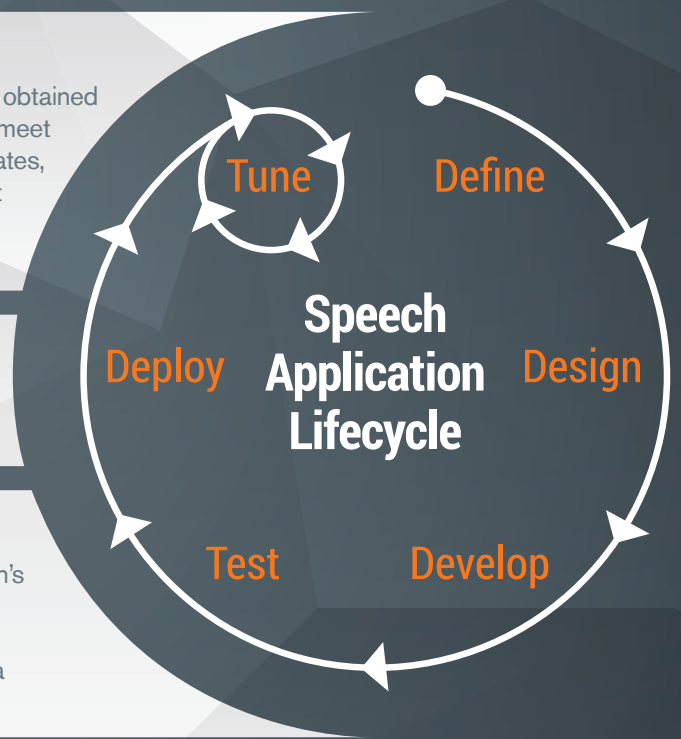 obtained
meet
ates,
Tune
Define
Speech
Application
Lifecycle
Deploy
Design
Test
Develop
n's
a